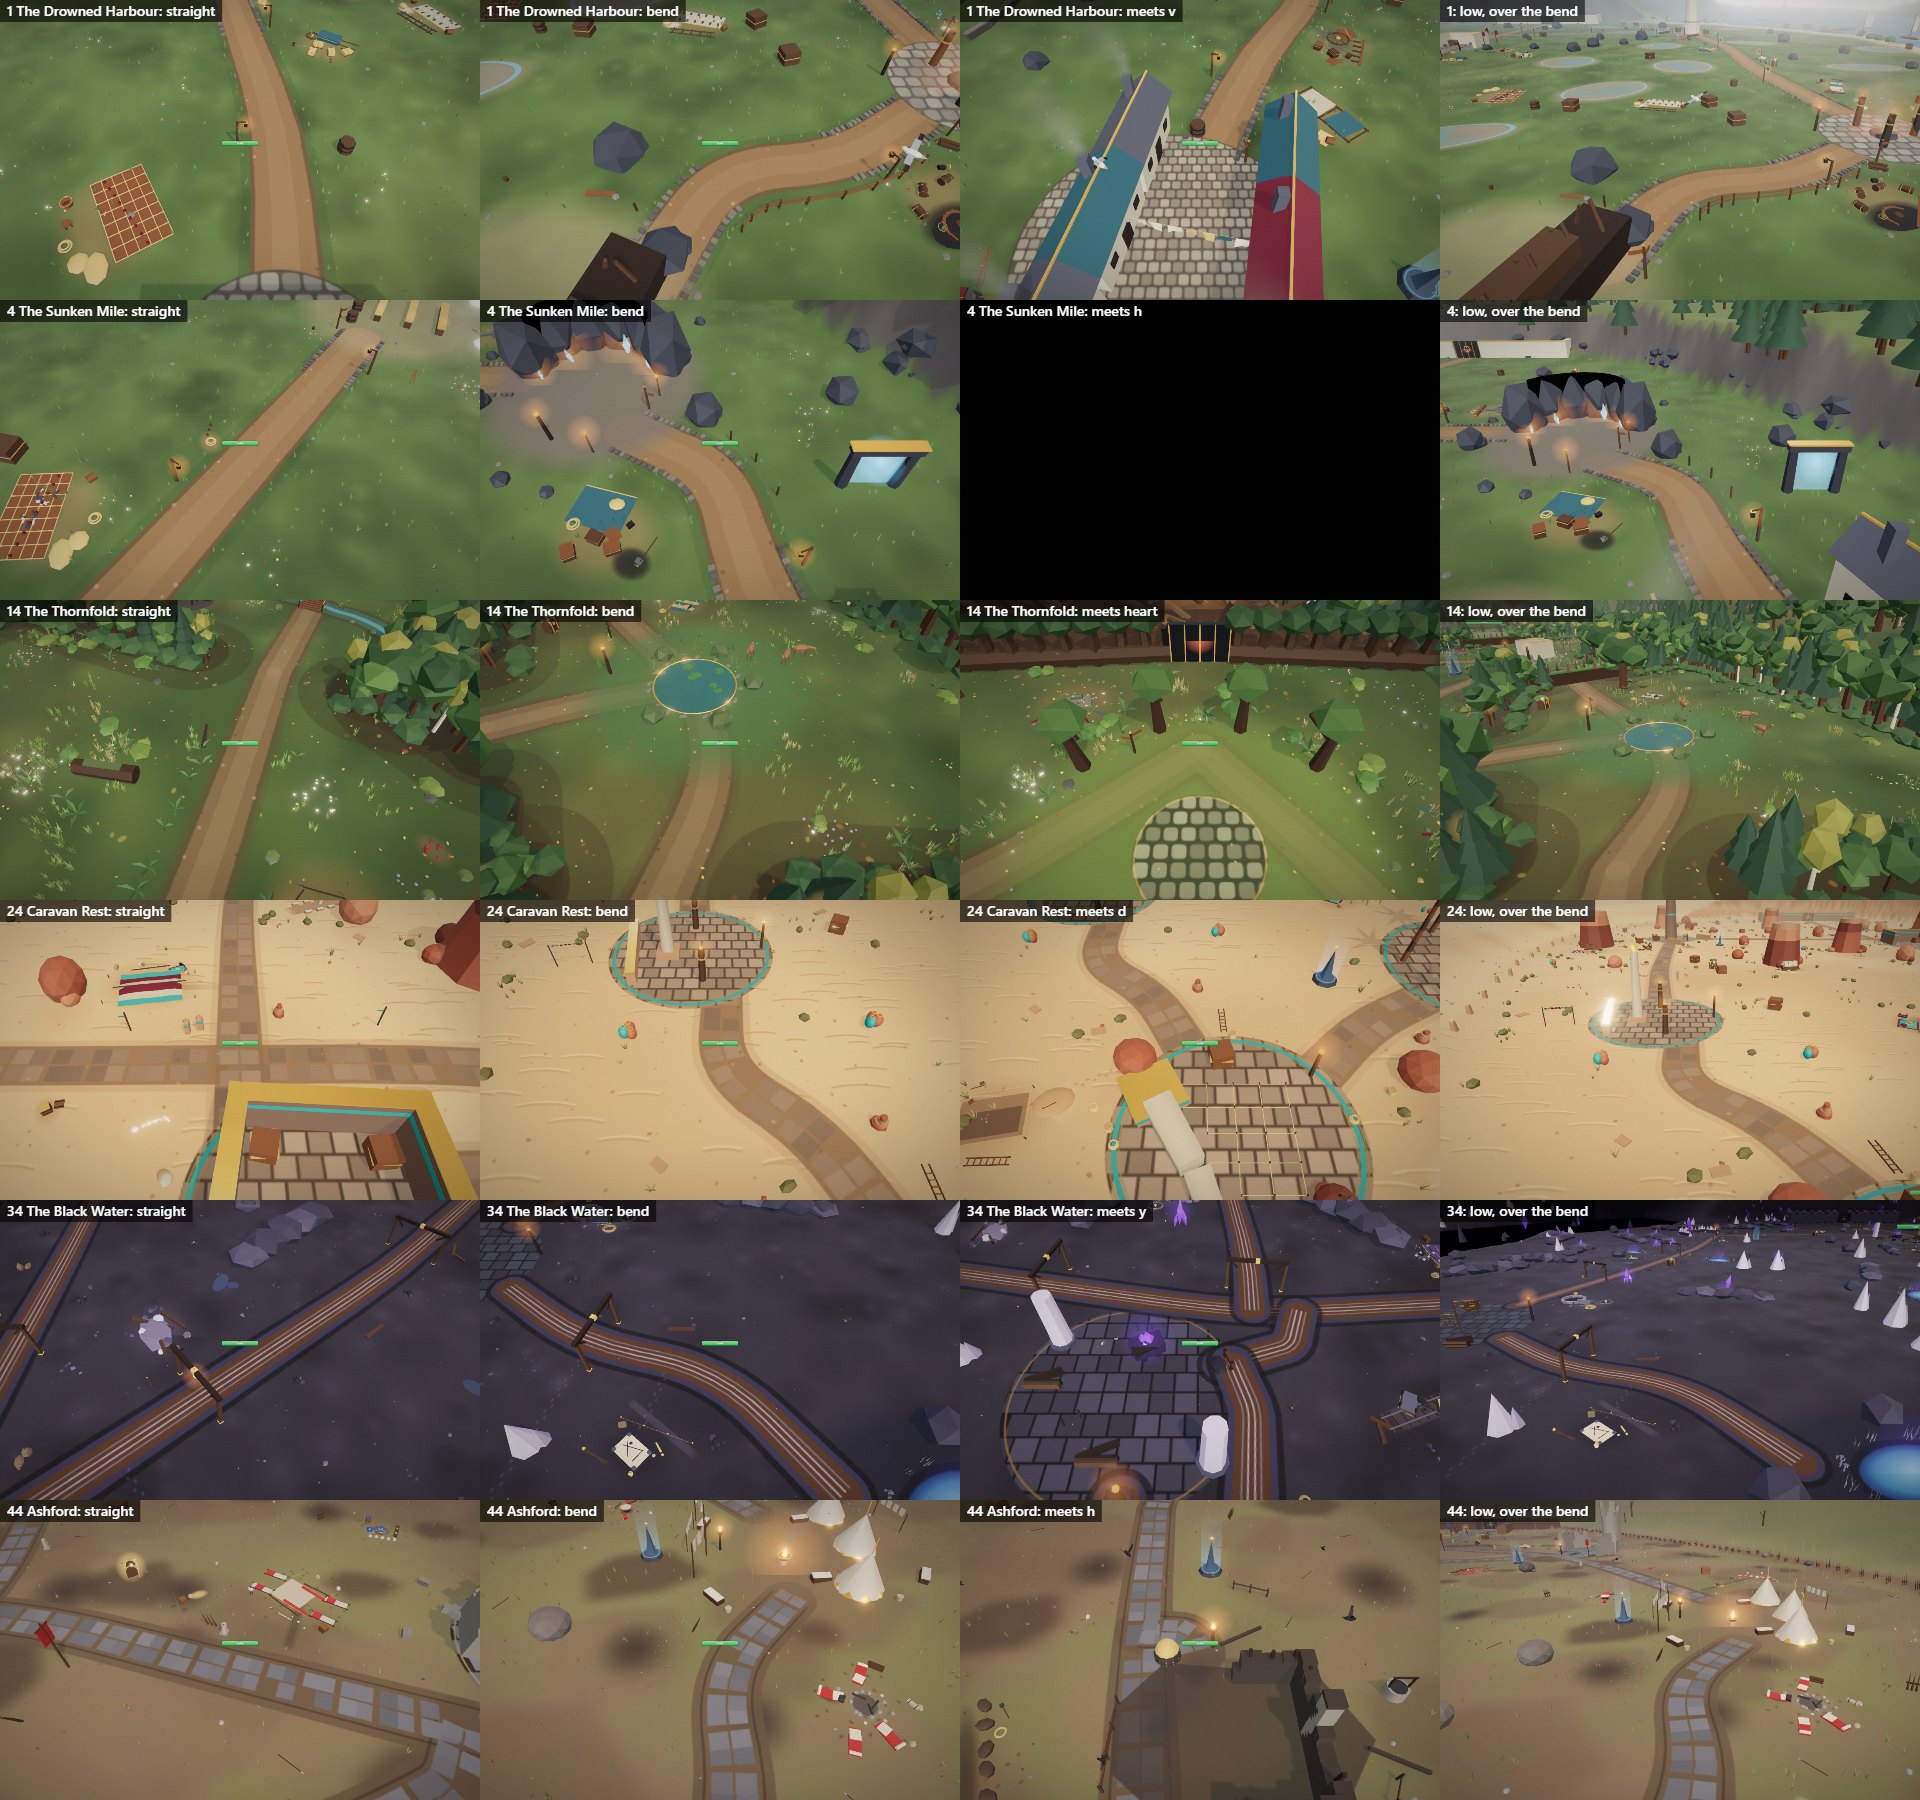 1 The Drowned Harbour: straight
1 The Drowned Harbour: bend
1 The Drowned Harbour: meets v
1: low, over the bend
4 The Sunken Mile: straight
4 The Sunken Mile: bend
4 The Sunken Mile: meets h
4: low, over the bend
14 The Thornfold: straight
14 The Thornfold: bend
14 The Thornfold: meets heart
14: low, over the bend
24 Caravan Rest: straight
24 Caravan Rest: bend
24 Caravan Rest: meets d
24: low, over the bend
34 The Black Water: straight
34 The Black Water: bend
34 The Black Water: meets y
34: low, over the bend
44 Ashford: straight
44 Ashford: bend
44 Ashford: meets h
44: low, over the bend